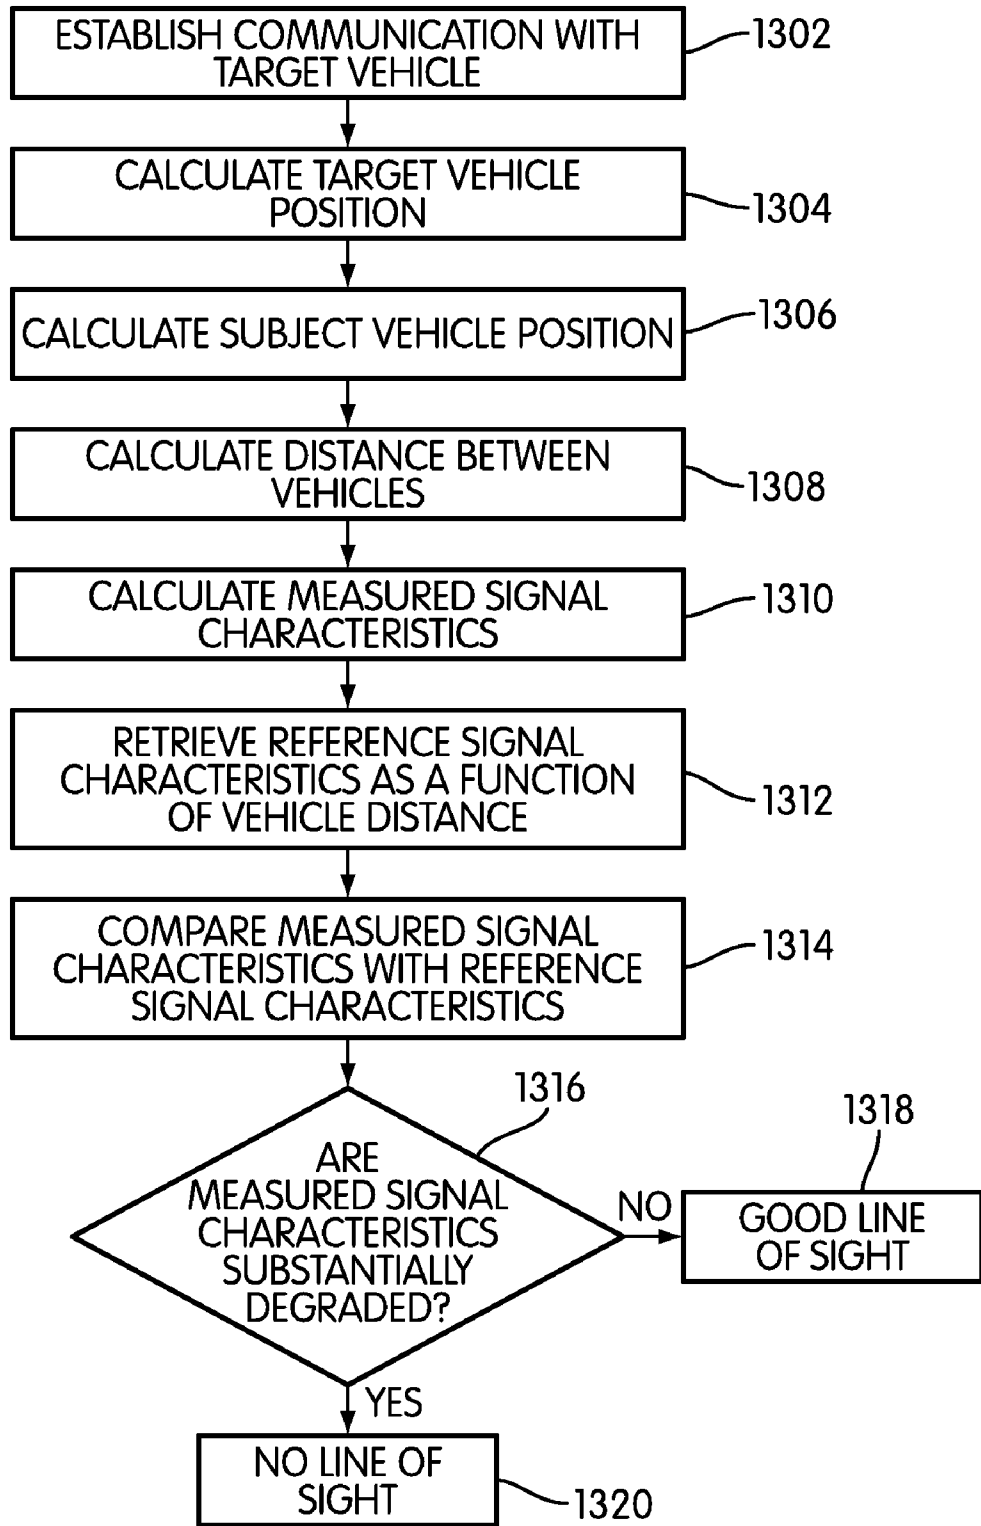 ESTABLISH COMMUNICATION WITH
TARGET VEHICLE
1302
CALCULATE TARGET VEHICLE
POSITION
1304
CALCULATE SUBJECT VEHICLE POSITION
1306
CALCULATE DISTANCE BETWEEN
VEHICLES
1308
CALCULATE MEASURED SIGNAL
CHARACTERISTICS
1310
RETRIEVE REFERENCE SIGNAL
CHARACTERISTICS AS A FUNCTION
OF VEHICLE DISTANCE
1312
COMPARE MEASURED SIGNAL
CHARACTERISTICS WITH REFERENCE
SIGNAL CHARACTERISTICS
1314
1316
ARE
MEASURED SIGNAL
CHARACTERISTICS
SUBSTANTIALLY
DEGRADED?
NO
1318
GOOD LINE
OF SIGHT
YES
NO LINE OF
SIGHT
1320